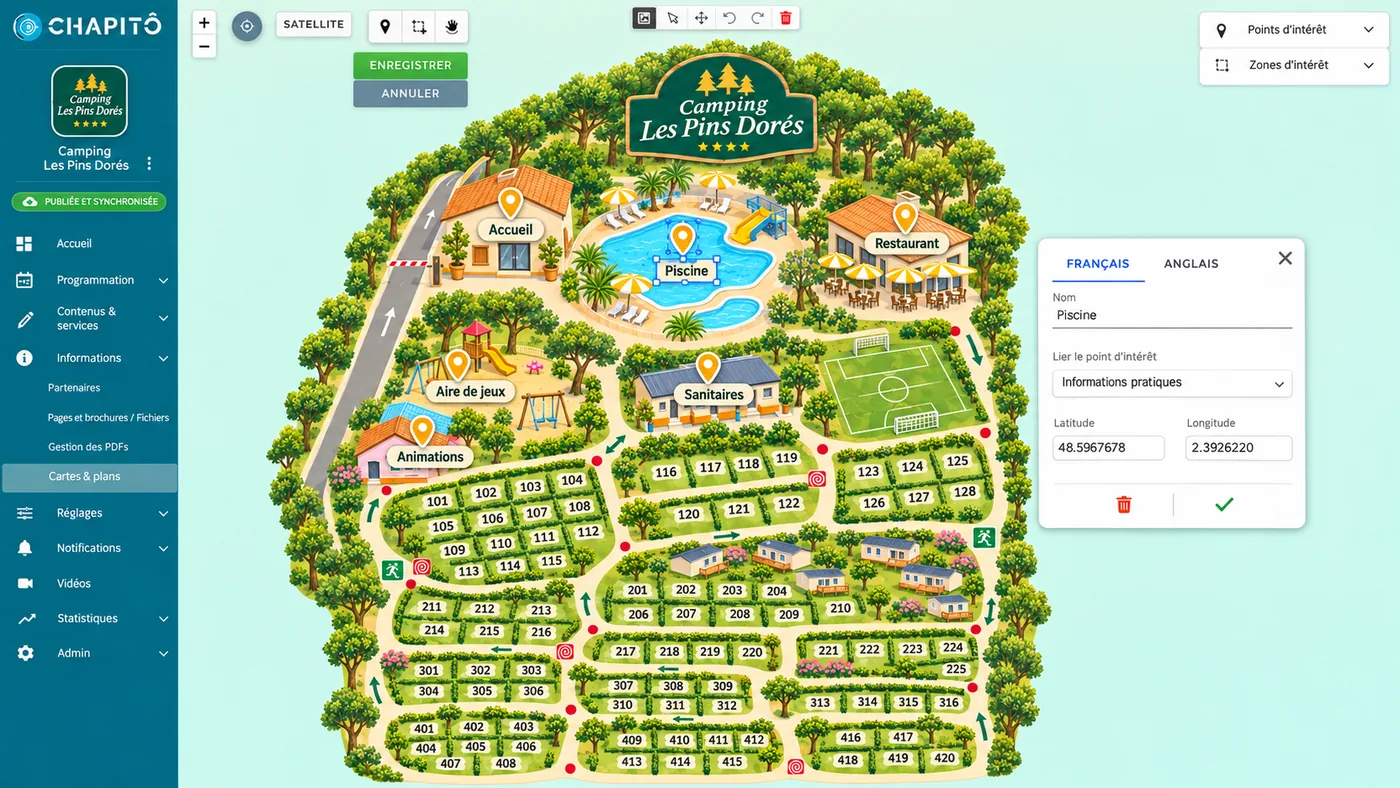 CHAPITÔ
Camping
Les Pins Dorés
Camping
Les Pins Dorés
PUBLIÉE ET SYNCHRONISÉE
Accueil
Programmation
Contenus &
services
Informations
Partenaires
Pages et brochures / Fichiers
Gestion des PDFs
Cartes & plans
Réglages
Notifications
Vidéos
Statistiques
Admin
+
−
SATELLITE
ENREGISTRER
ANNULER
Points d'intérêt
Zones d'intérêt
Camping
Les Pins Dorés
Accueil
Piscine
Restaurant
Aire de jeux
Sanitaires
Animations
101 102 103 104
105 106 107 108
109 110 111 112
113 114 115
116 117 118 119
120 121 122
123 124 125
126 127 128
201 202 203 204
206 207 208 209 210
211 212 213
214 215 216
217 218 219 220
221 222 223 224
225
301 302 303
304 305 306
307 308 309
310 311 312
313 314 315 316
401 402 403
404 405 406
407 408
409 410 411 412
413 414 415
416 417
418 419 420
FRANÇAIS ANGLAIS
Nom
Piscine
Lier le point d'intérêt
Informations pratiques
Latitude Longitude
48.5967678 2.3926220